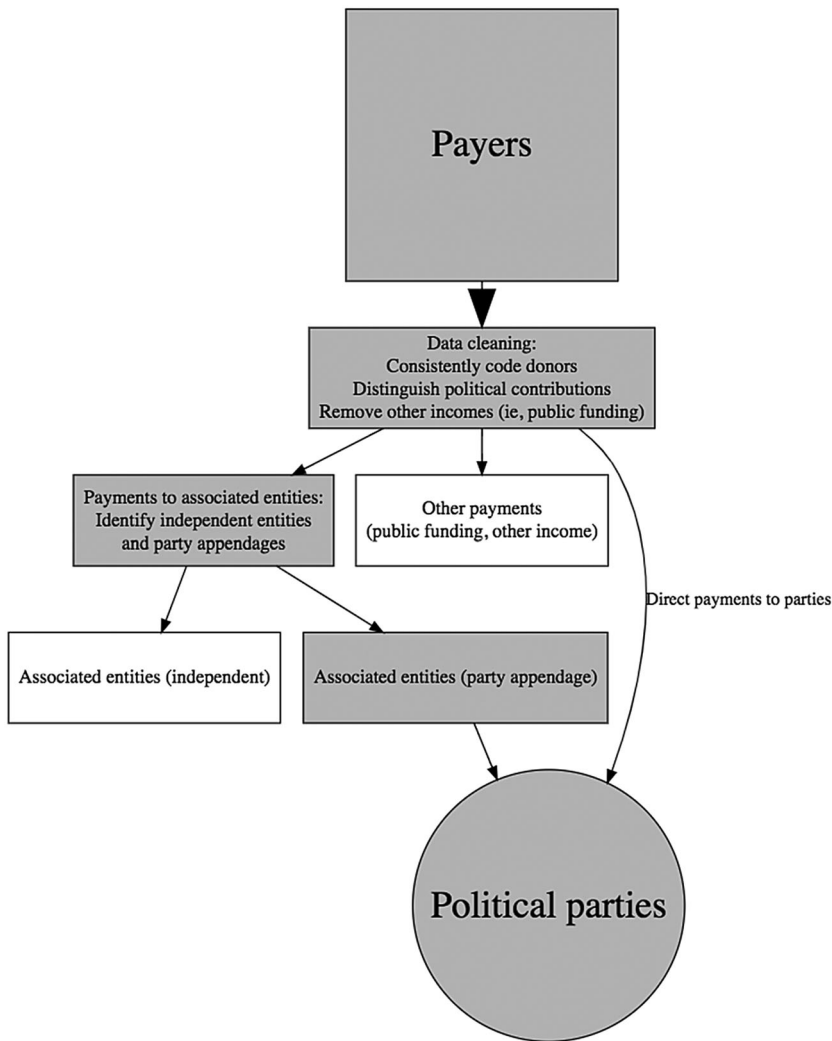 Payers
Data cleaning:
Consistently code donors
Distinguish political contributions
Remove other incomes (ie, public funding)
Payments to associated entities:
Identify independent entities
and party appendages
Other payments
(public funding, other income)
Direct payments to parties
Associated entities (independent)
Associated entities (party appendage)
Political parties